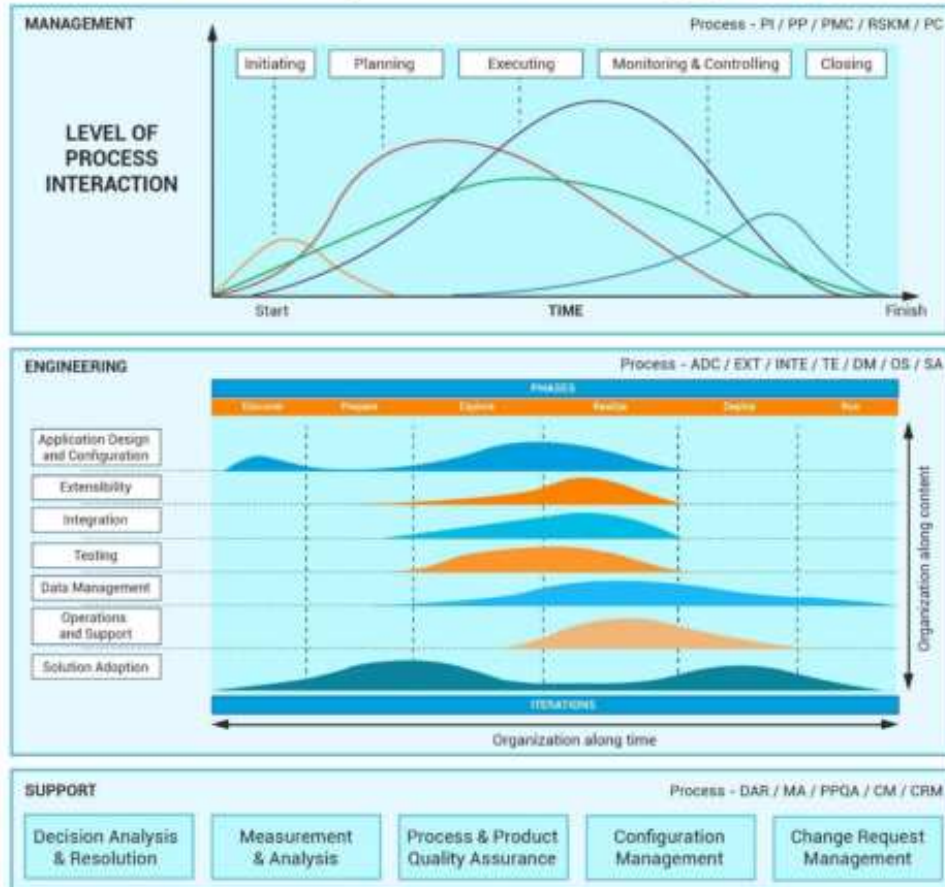 MANAGEMENT
Process - PI / PP / PMC / RSKM / PC
Initiating
Planning
Executing
Monitoring & Controlling
Closing
LEVEL OF
PROCESS
INTERACTION
Start
TIME
Finish
ENGINEERING
Process - ADC / EXT / INTE / TE / DM / OS / SA
PHASES
Discover
Prepare
Explore
Realize
Deploy
Run
Application Design
and Configuration
Extensibility
Integration
Testing
Data Management
Operations
and Support
Solution Adoption
Organization along content
ITERATIONS
Organization along time
SUPPORT
Process - DAR / MA / PPQA / CM / CRM
Decision Analysis
& Resolution
Measurement
& Analysis
Process & Product
Quality Assurance
Configuration
Management
Change Request
Management